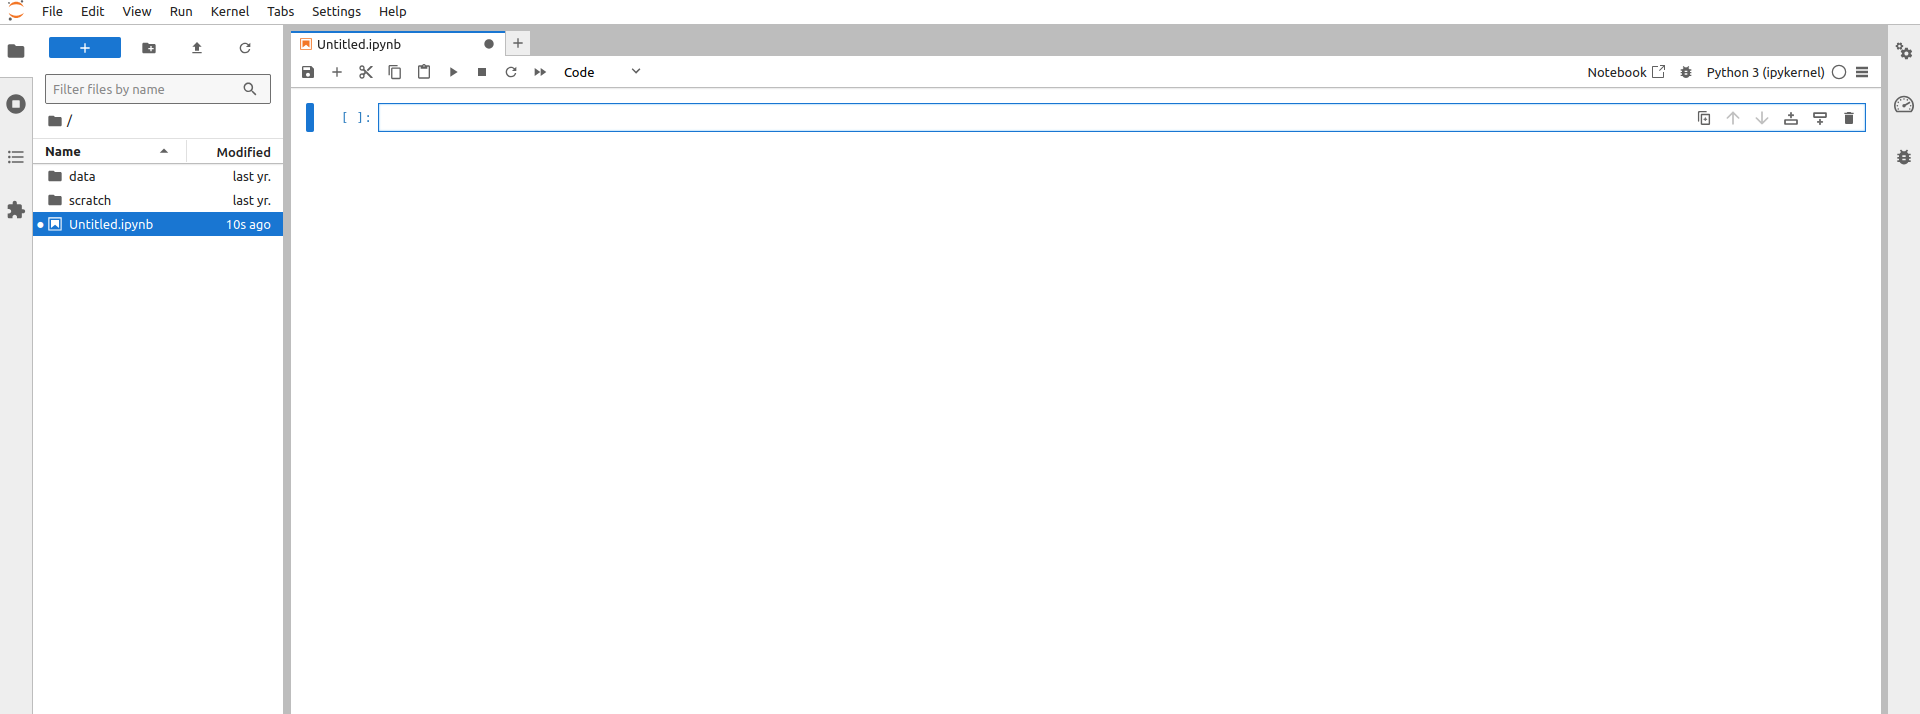 File Edit View Run Kernel Tabs Settings Help
Untitled.ipynb
Code
Notebook
Python 3 (ipykernel)
Filter files by name
/
Name Modified
data last yr.
scratch last yr.
Untitled.ipynb 10s ago
[ ]: